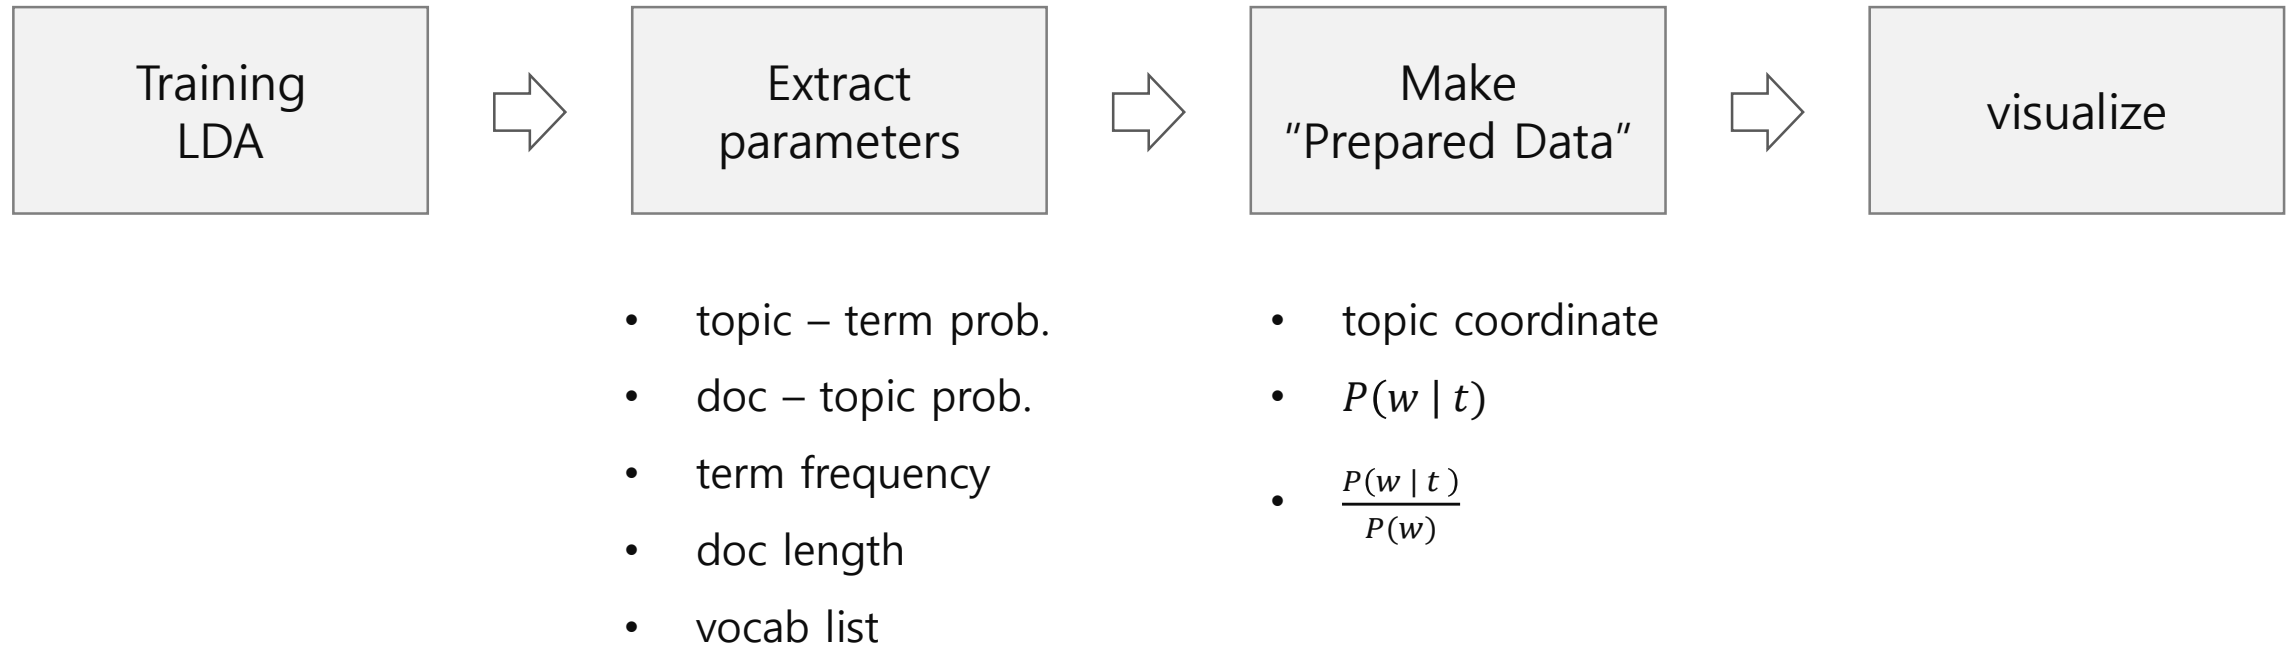 Training
LDA
Extract
parameters
Make
“Prepared Data”
visualize
• topic – term prob.
• doc – topic prob.
• term frequency
• doc length
• vocab list
• topic coordinate
• P(w | t)
• P(w | t )
P(w)